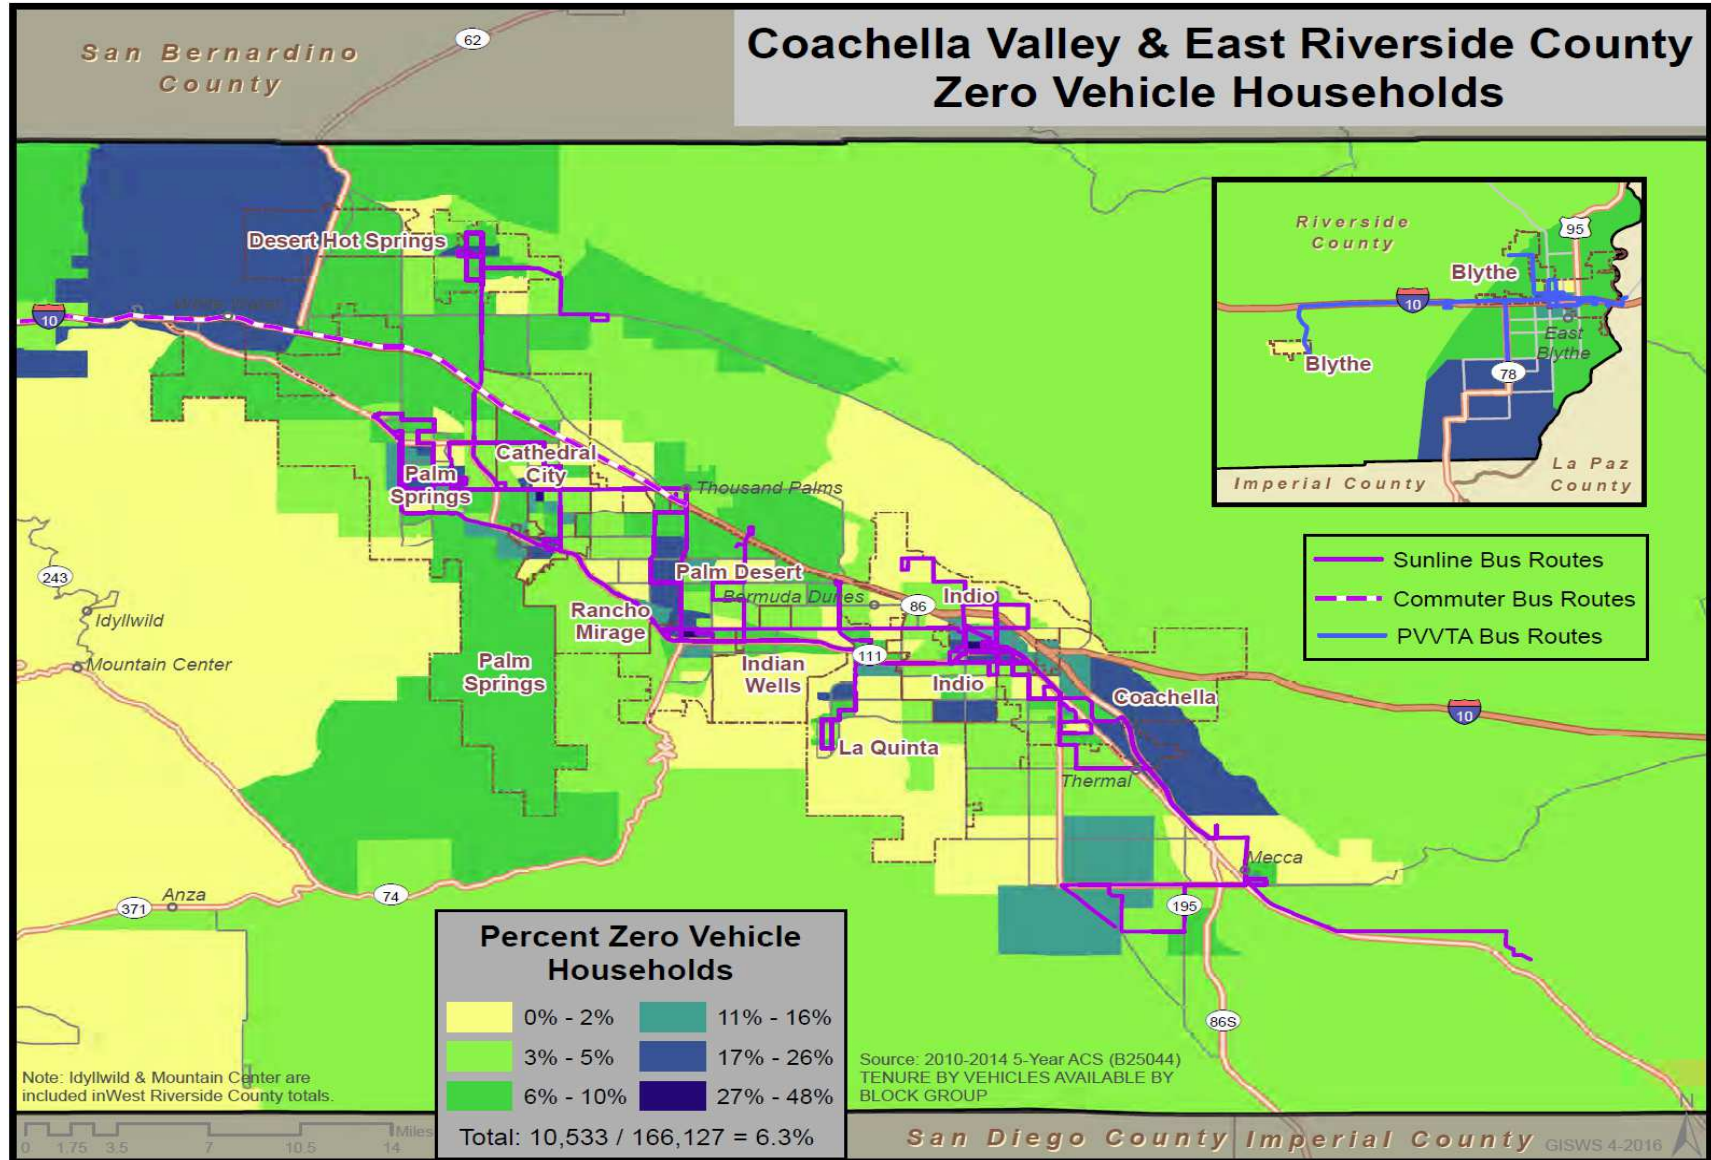 San Bernardino
County
62
Coachella Valley & East Riverside County
Zero Vehicle Households
Desert Hot Springs
10
Riverside
County
95
Blythe
10
East
Blythe
Blythe
78
La Paz
County
Imperial County
Cathedral
City
Palm
Springs
Thousand Palms
Sunline Bus Routes
Commuter Bus Routes
PVVTA Bus Routes
243
Idyllwild
Mountain Center
Palm Desert
Bermuda Dunes
86
Indio
Rancho
Mirage
Palm
Springs
Indian
Wells
111
Indio
Coachella
10
La Quinta
Thermal
Mecca
Anza
371
74
195
86S
Percent Zero Vehicle
Households
0% - 2%
11% - 16%
3% - 5%
17% - 26%
6% - 10%
27% - 48%
Total: 10,533 / 166,127 = 6.3%
Note: Idyllwild & Mountain Center are
included inWest Riverside County totals.
Source: 2010-2014 5-Year ACS (B25044)
TENURE BY VEHICLES AVAILABLE BY
BLOCK GROUP
N
Miles
0 1.75 3.5 7 10.5 14
San Diego County
Imperial County
GISWS 4-2016